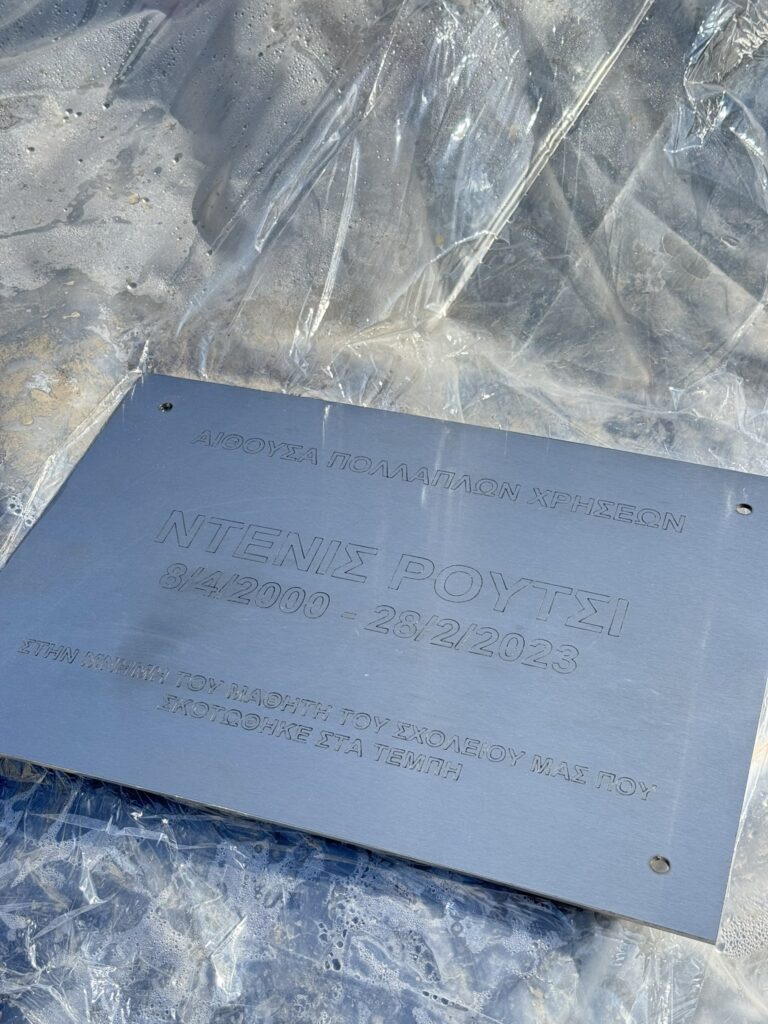 ΑΙΘΟΥΣΑ ΠΟΛΛΑΠΛΩΝ ΧΡΗΣΕΩΝ
ΝΤΕΝΙΣ ΡΟΥΤΣΙ
8/4/2000 - 28/2/2023
ΣΤΗΝ ΜΝΗΜΗ ΤΟΥ ΜΑΘΗΤΗ ΤΟΥ ΣΧΟΛΕΙΟΥ ΜΑΣ ΠΟΥ
ΣΚΟΤΩΘΗΚΕ ΣΤΑ ΤΕΜΠΗ